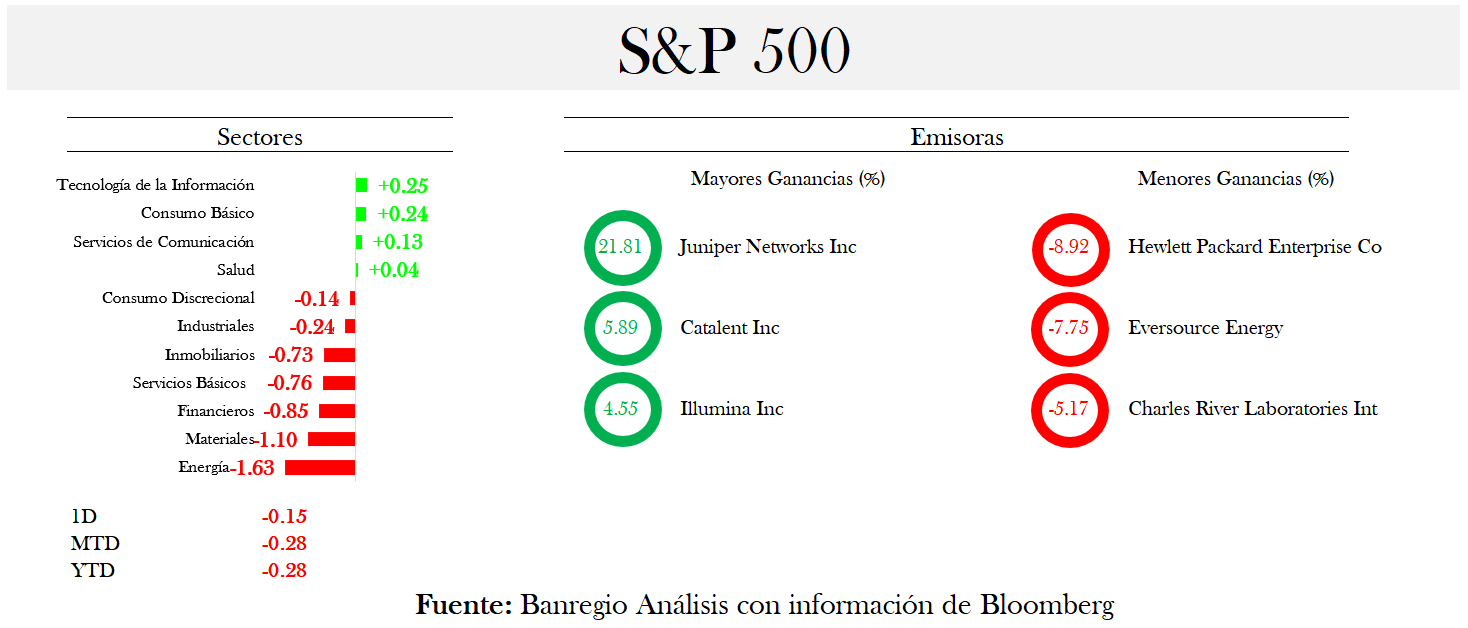 S&P 500
Sectores
Tecnología de la Información +0.25
Consumo Básico +0.24
Servicios de Comunicación +0.13
Salud +0.04
Consumo Discrecional -0.14
Industriales -0.24
Inmobiliarios -0.73
Servicios Básicos -0.76
Financieros -0.85
Materiales -1.10
Energía -1.63
1D -0.15
MTD -0.28
YTD -0.28
Emisoras
Mayores Ganancias (%)
21.81 Juniper Networks Inc
5.89 Catalent Inc
4.55 Illumina Inc
Menores Ganancias (%)
-8.92 Hewlett Packard Enterprise Co
-7.75 Eversource Energy
-5.17 Charles River Laboratories Int
Fuente: Banregio Análisis con información de Bloomberg